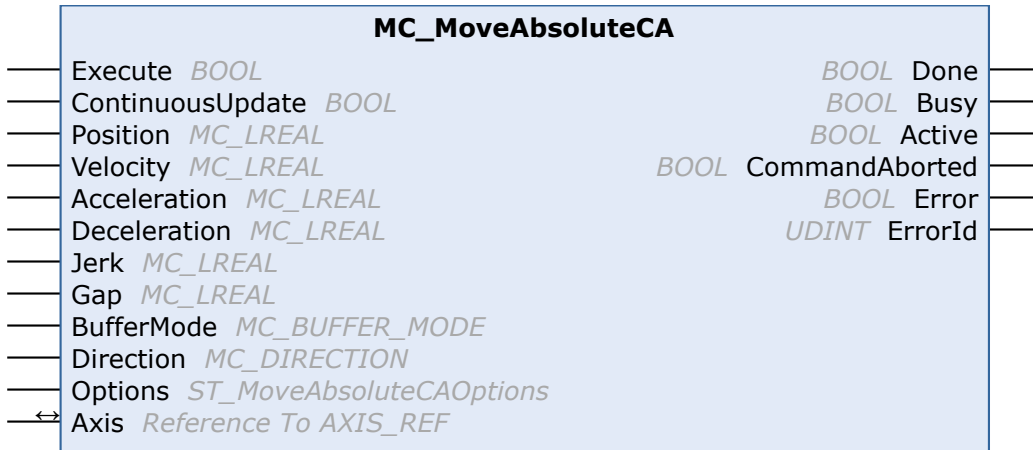 MC_MoveAbsoluteCA
Execute BOOL BOOL Done
ContinuousUpdate BOOL BOOL Busy
Position MC_LREAL BOOL Active
Velocity MC_LREAL BOOL CommandAborted
Acceleration MC_LREAL BOOL Error
Deceleration MC_LREAL UDINT ErrorId
Jerk MC_LREAL
Gap MC_LREAL
BufferMode MC_BUFFER_MODE
Direction MC_DIRECTION
Options ST_MoveAbsoluteCAOptions
Axis Reference To AXIS_REF